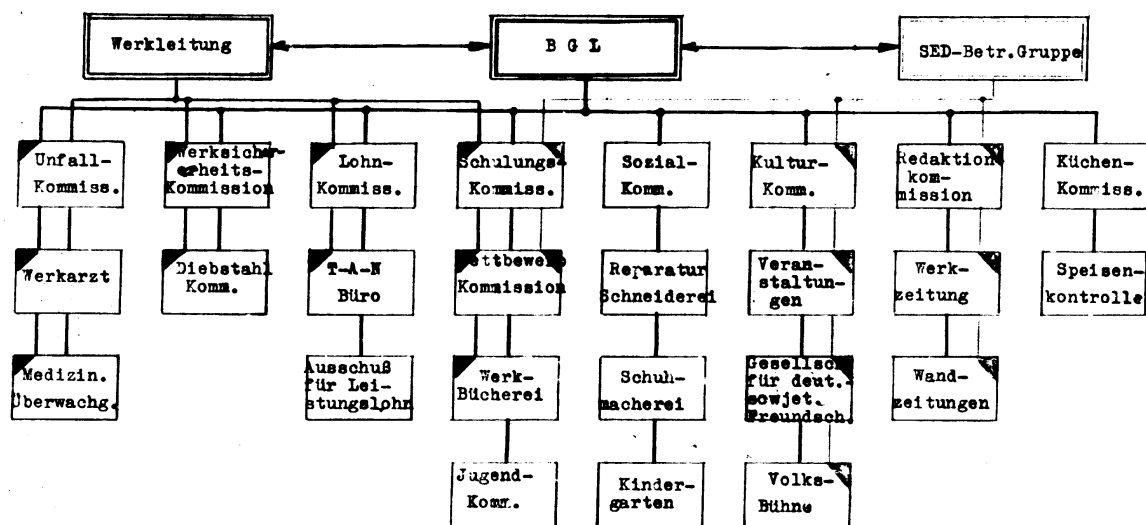 Werkleitung
B G L
SED-Betr.Gruppe
Unfall-
Kommiss.
Werksicher-
erheits-
Kommission
Lohn-
Kommiss.
Schulungs-
Kommiss.
Sozial-
Komm.
Kultur-
Komm.
Redaktion
kom-
mission
Küchen-
Kommiss.
Werkarzt
Diebstahl
Komm.
T-A-N
Büro
Wettbewerbs
Kommission
Reparatur
Schneiderei
Veran-
staltun-
gen
Werk-
zeitung
Speisen-
kontrolle
Medizin.
Überwachg.
Ausschuß
für Lei-
stungslohn
Werk-
Bücherei
Schuh-
macherei
Gesellsch
für deut.-
sowjet.
Freundsch.
Wand-
zeitungen
Jugend-
Komm.
Kinder-
garten
Volks-
Bühne